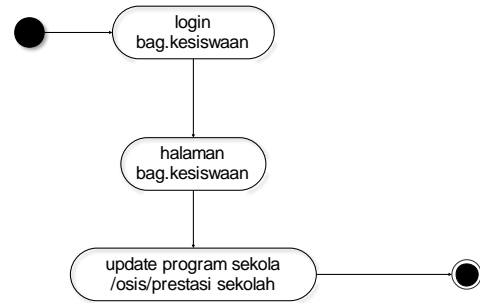 login
bag.kesiswaan
halaman
bag.kesiswaan
update program sekola
/osis/prestasi sekolah